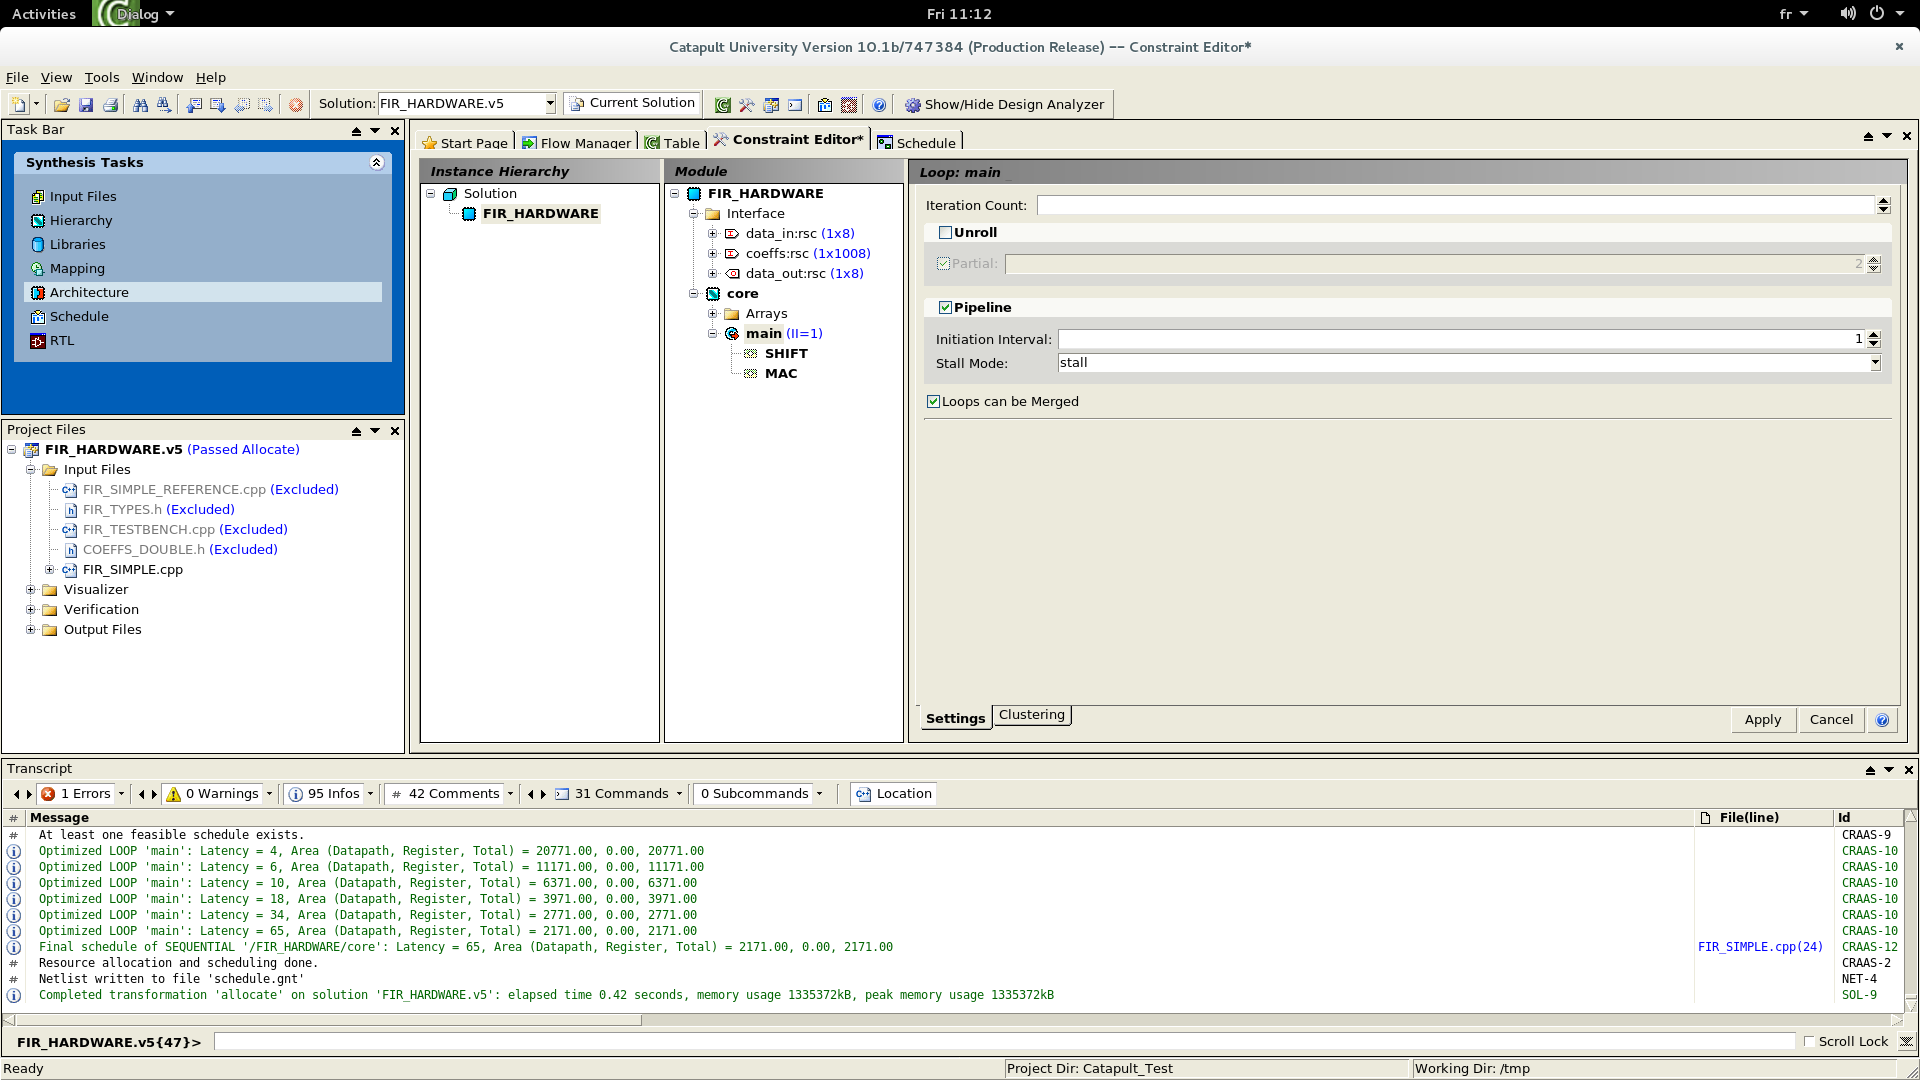 Activities Dialog Fri 11:12 fr
Catapult University Version 10.1b/747384 (Production Release) -- Constraint Editor*
File View Tools Window Help
Solution: FIR_HARDWARE.v5 Current Solution Show/Hide Design Analyzer
Task Bar
Synthesis Tasks
Input Files
Hierarchy
Libraries
Mapping
Architecture
Schedule
RTL
Project Files
FIR_HARDWARE.v5 (Passed Allocate)
Input Files
FIR_SIMPLE_REFERENCE.cpp (Excluded)
FIR_TYPES.h (Excluded)
FIR_TESTBENCH.cpp (Excluded)
COEFFS_DOUBLE.h (Excluded)
FIR_SIMPLE.cpp
Visualizer
Verification
Output Files
Start Page Flow Manager Table Constraint Editor* Schedule
Instance Hierarchy
Solution
FIR_HARDWARE
Module
FIR_HARDWARE
Interface
data_in:rsc (1x8)
coeffs:rsc (1x1008)
data_out:rsc (1x8)
core
Arrays
main (II=1)
SHIFT
MAC
Loop: main
Iteration Count:
Unroll
Partial: 2
Pipeline
Initiation Interval: 1
Stall Mode: stall
Loops can be Merged
Settings Clustering Apply Cancel
Transcript
1 Errors 0 Warnings 95 Infos # 42 Comments 31 Commands 0 Subcommands Location
# Message File(line) Id
# At least one feasible schedule exists. CRAAS-9
Optimized LOOP 'main': Latency = 4, Area (Datapath, Register, Total) = 20771.00, 0.00, 20771.00 CRAAS-10
Optimized LOOP 'main': Latency = 6, Area (Datapath, Register, Total) = 11171.00, 0.00, 11171.00 CRAAS-10
Optimized LOOP 'main': Latency = 10, Area (Datapath, Register, Total) = 6371.00, 0.00, 6371.00 CRAAS-10
Optimized LOOP 'main': Latency = 18, Area (Datapath, Register, Total) = 3971.00, 0.00, 3971.00 CRAAS-10
Optimized LOOP 'main': Latency = 34, Area (Datapath, Register, Total) = 2771.00, 0.00, 2771.00 CRAAS-10
Optimized LOOP 'main': Latency = 65, Area (Datapath, Register, Total) = 2171.00, 0.00, 2171.00 CRAAS-10
Final schedule of SEQUENTIAL '/FIR_HARDWARE/core': Latency = 65, Area (Datapath, Register, Total) = 2171.00, 0.00, 2171.00 FIR_SIMPLE.cpp(24) CRAAS-12
# Resource allocation and scheduling done. CRAAS-2
# Netlist written to file 'schedule.gnt' NET-4
Completed transformation 'allocate' on solution 'FIR_HARDWARE.v5': elapsed time 0.42 seconds, memory usage 1335372kB, peak memory usage 1335372kB SOL-9
FIR_HARDWARE.v5{47}> Scroll Lock
Ready Project Dir: Catapult_Test Working Dir: /tmp